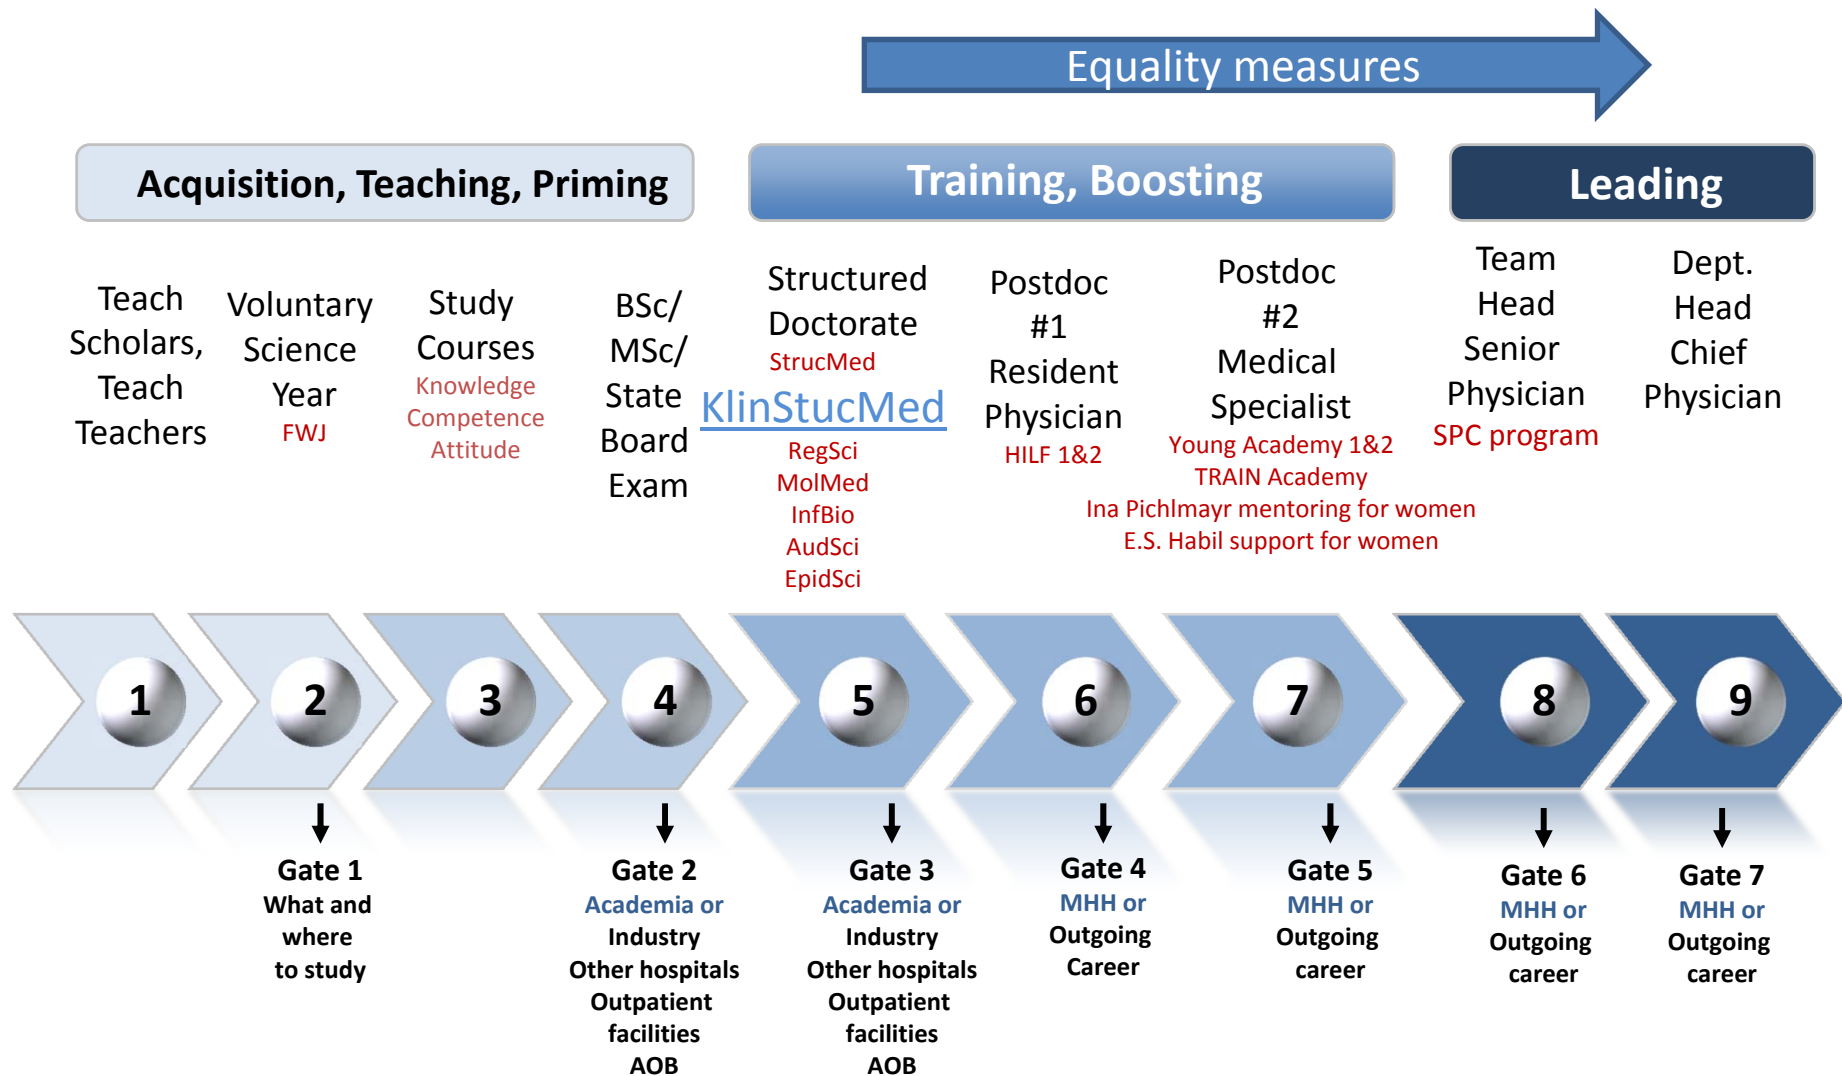 Equality measures
Acquisition, Teaching, Priming
Training, Boosting
Leading
Teach
Scholars,
Teach
Teachers
Voluntary
Science
Year
FWJ
Study
Courses
Knowledge
Competence
Attitude
BSc/
MSc/
State
Board
Exam
Structured
Doctorate
StrucMed
KlinStucMed
RegSci
MolMed
InfBio
AudSci
EpidSci
Postdoc
#1
Resident
Physician
HILF 1&2
Postdoc
#2
Medical
Specialist
Young Academy 1&2
TRAIN Academy
Ina Pichlmayr mentoring for women
E.S. Habil support for women
Team
Head
Senior
Physician
SPC program
Dept.
Head
Chief
Physician
1
2
3
4
5
6
7
8
9
Gate 1
What and
where
to study
Gate 2
Academia or
Industry
Other hospitals
Outpatient
facilities
AOB
Gate 3
Academia or
Industry
Other hospitals
Outpatient
facilities
AOB
Gate 4
MHH or
Outgoing
Career
Gate 5
MHH or
Outgoing
career
Gate 6
MHH or
Outgoing
career
Gate 7
MHH or
Outgoing
career